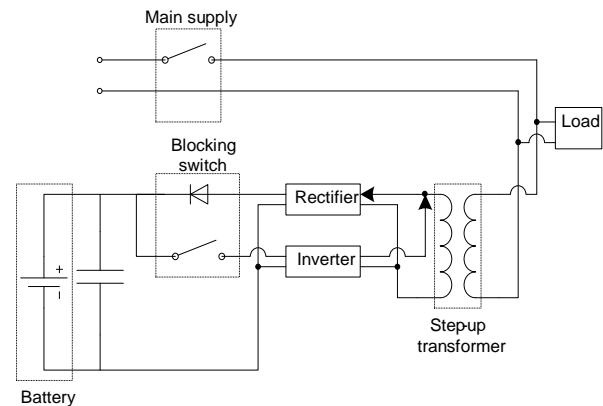 Main supply
Load
Blocking
switch
Rectifier
Inverter
+
−
Step-up
transformer
Battery